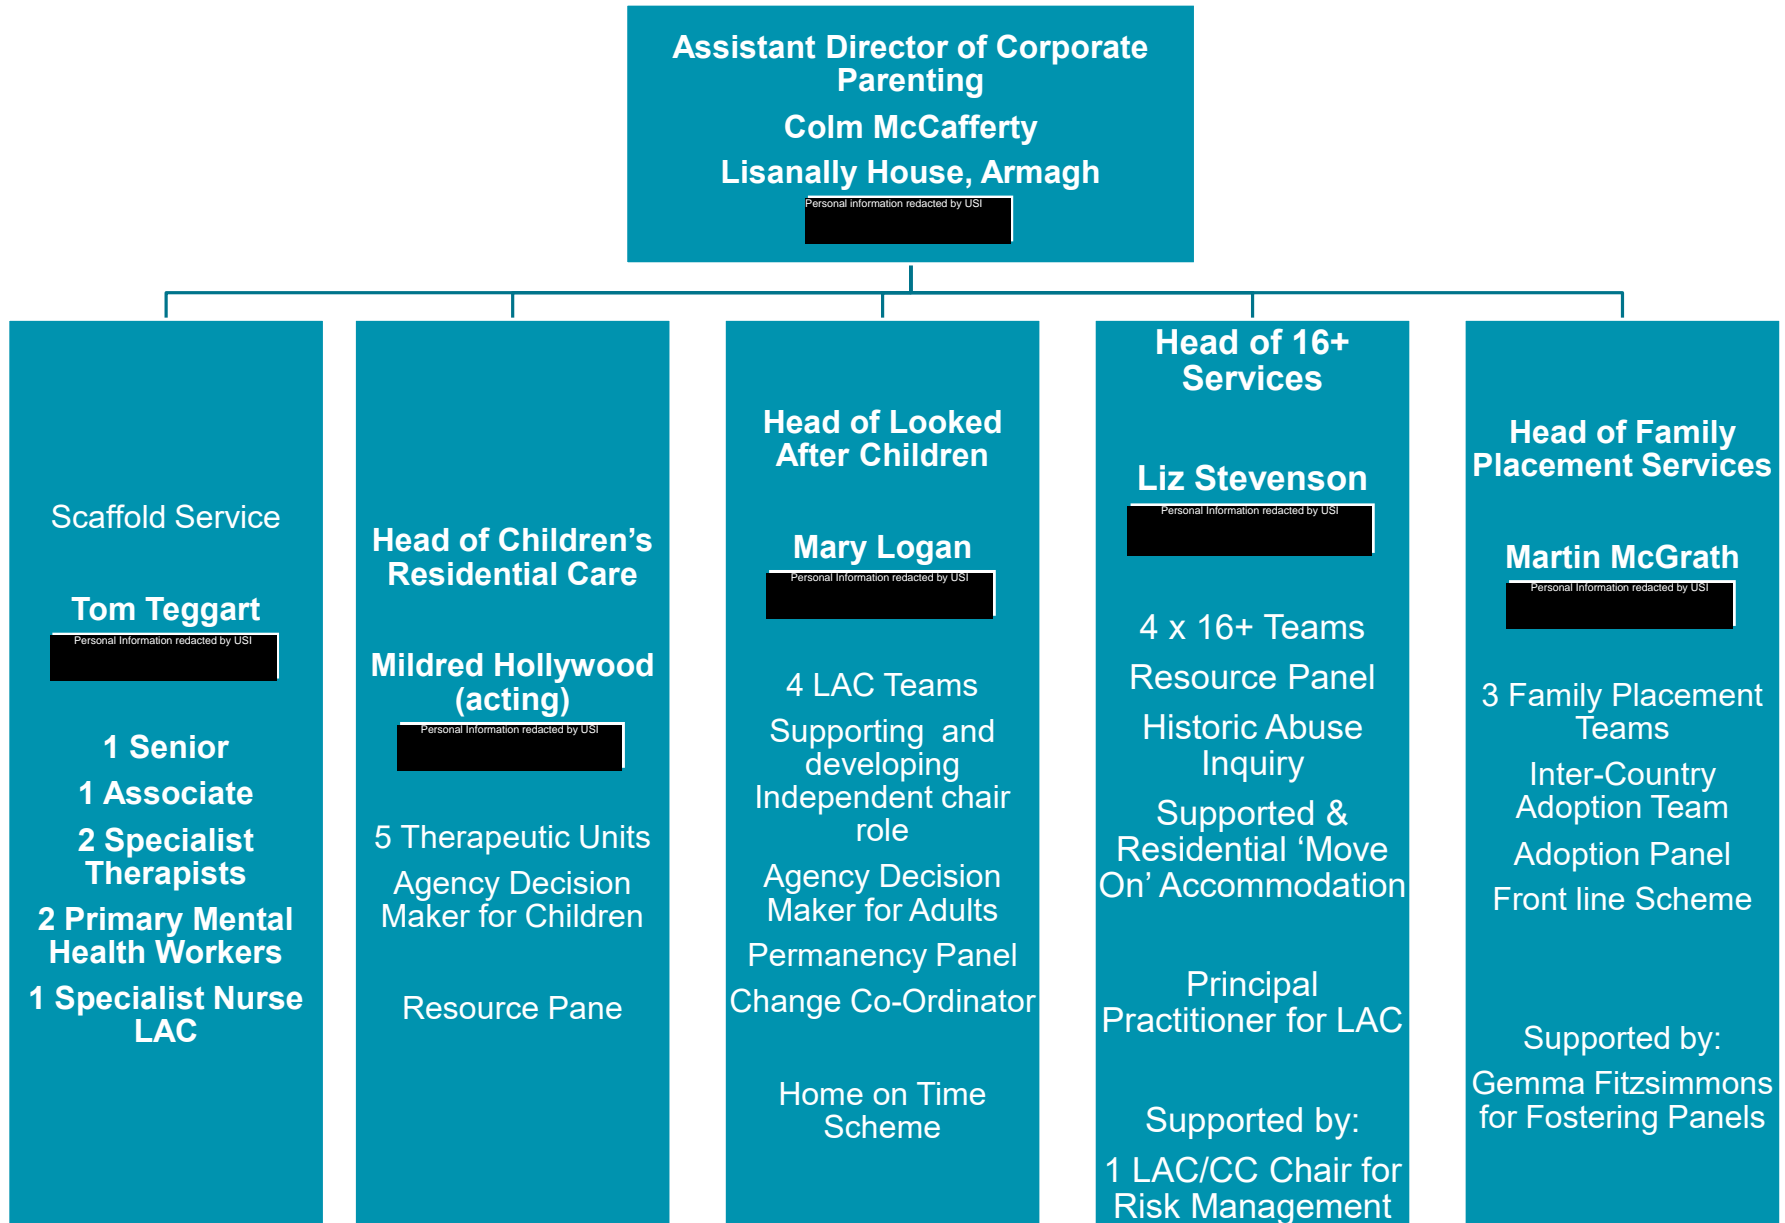 Assistant Director of Corporate
Parenting
Colm McCafferty
Lisanally House, Armagh
Personal information redacted by USI
Scaffold Service
Tom Teggart
Personal Information redacted by USI
1 Senior
1 Associate
2 Specialist
Therapists
2 Primary Mental
Health Workers
1 Specialist Nurse
LAC
Head of Children’s
Residential Care
Mildred Hollywood
(acting)
Personal Information redacted by USI
5 Therapeutic Units
Agency Decision
Maker for Children
Resource Pane
Head of Looked
After Children
Mary Logan
Personal Information redacted by USI
4 LAC Teams
Supporting and
developing
Independent chair
role
Agency Decision
Maker for Adults
Permanency Panel
Change Co-Ordinator
Home on Time
Scheme
Head of 16+
Services
Liz Stevenson
Personal Information redacted by USI
4 x 16+ Teams
Resource Panel
Historic Abuse
Inquiry
Supported &
Residential ‘Move
On’ Accommodation
Principal
Practitioner for LAC
Supported by:
1 LAC/CC Chair for
Risk Management
Head of Family
Placement Services
Martin McGrath
Personal Information redacted by USI
3 Family Placement
Teams
Inter-Country
Adoption Team
Adoption Panel
Front line Scheme
Supported by:
Gemma Fitzsimmons
for Fostering Panels